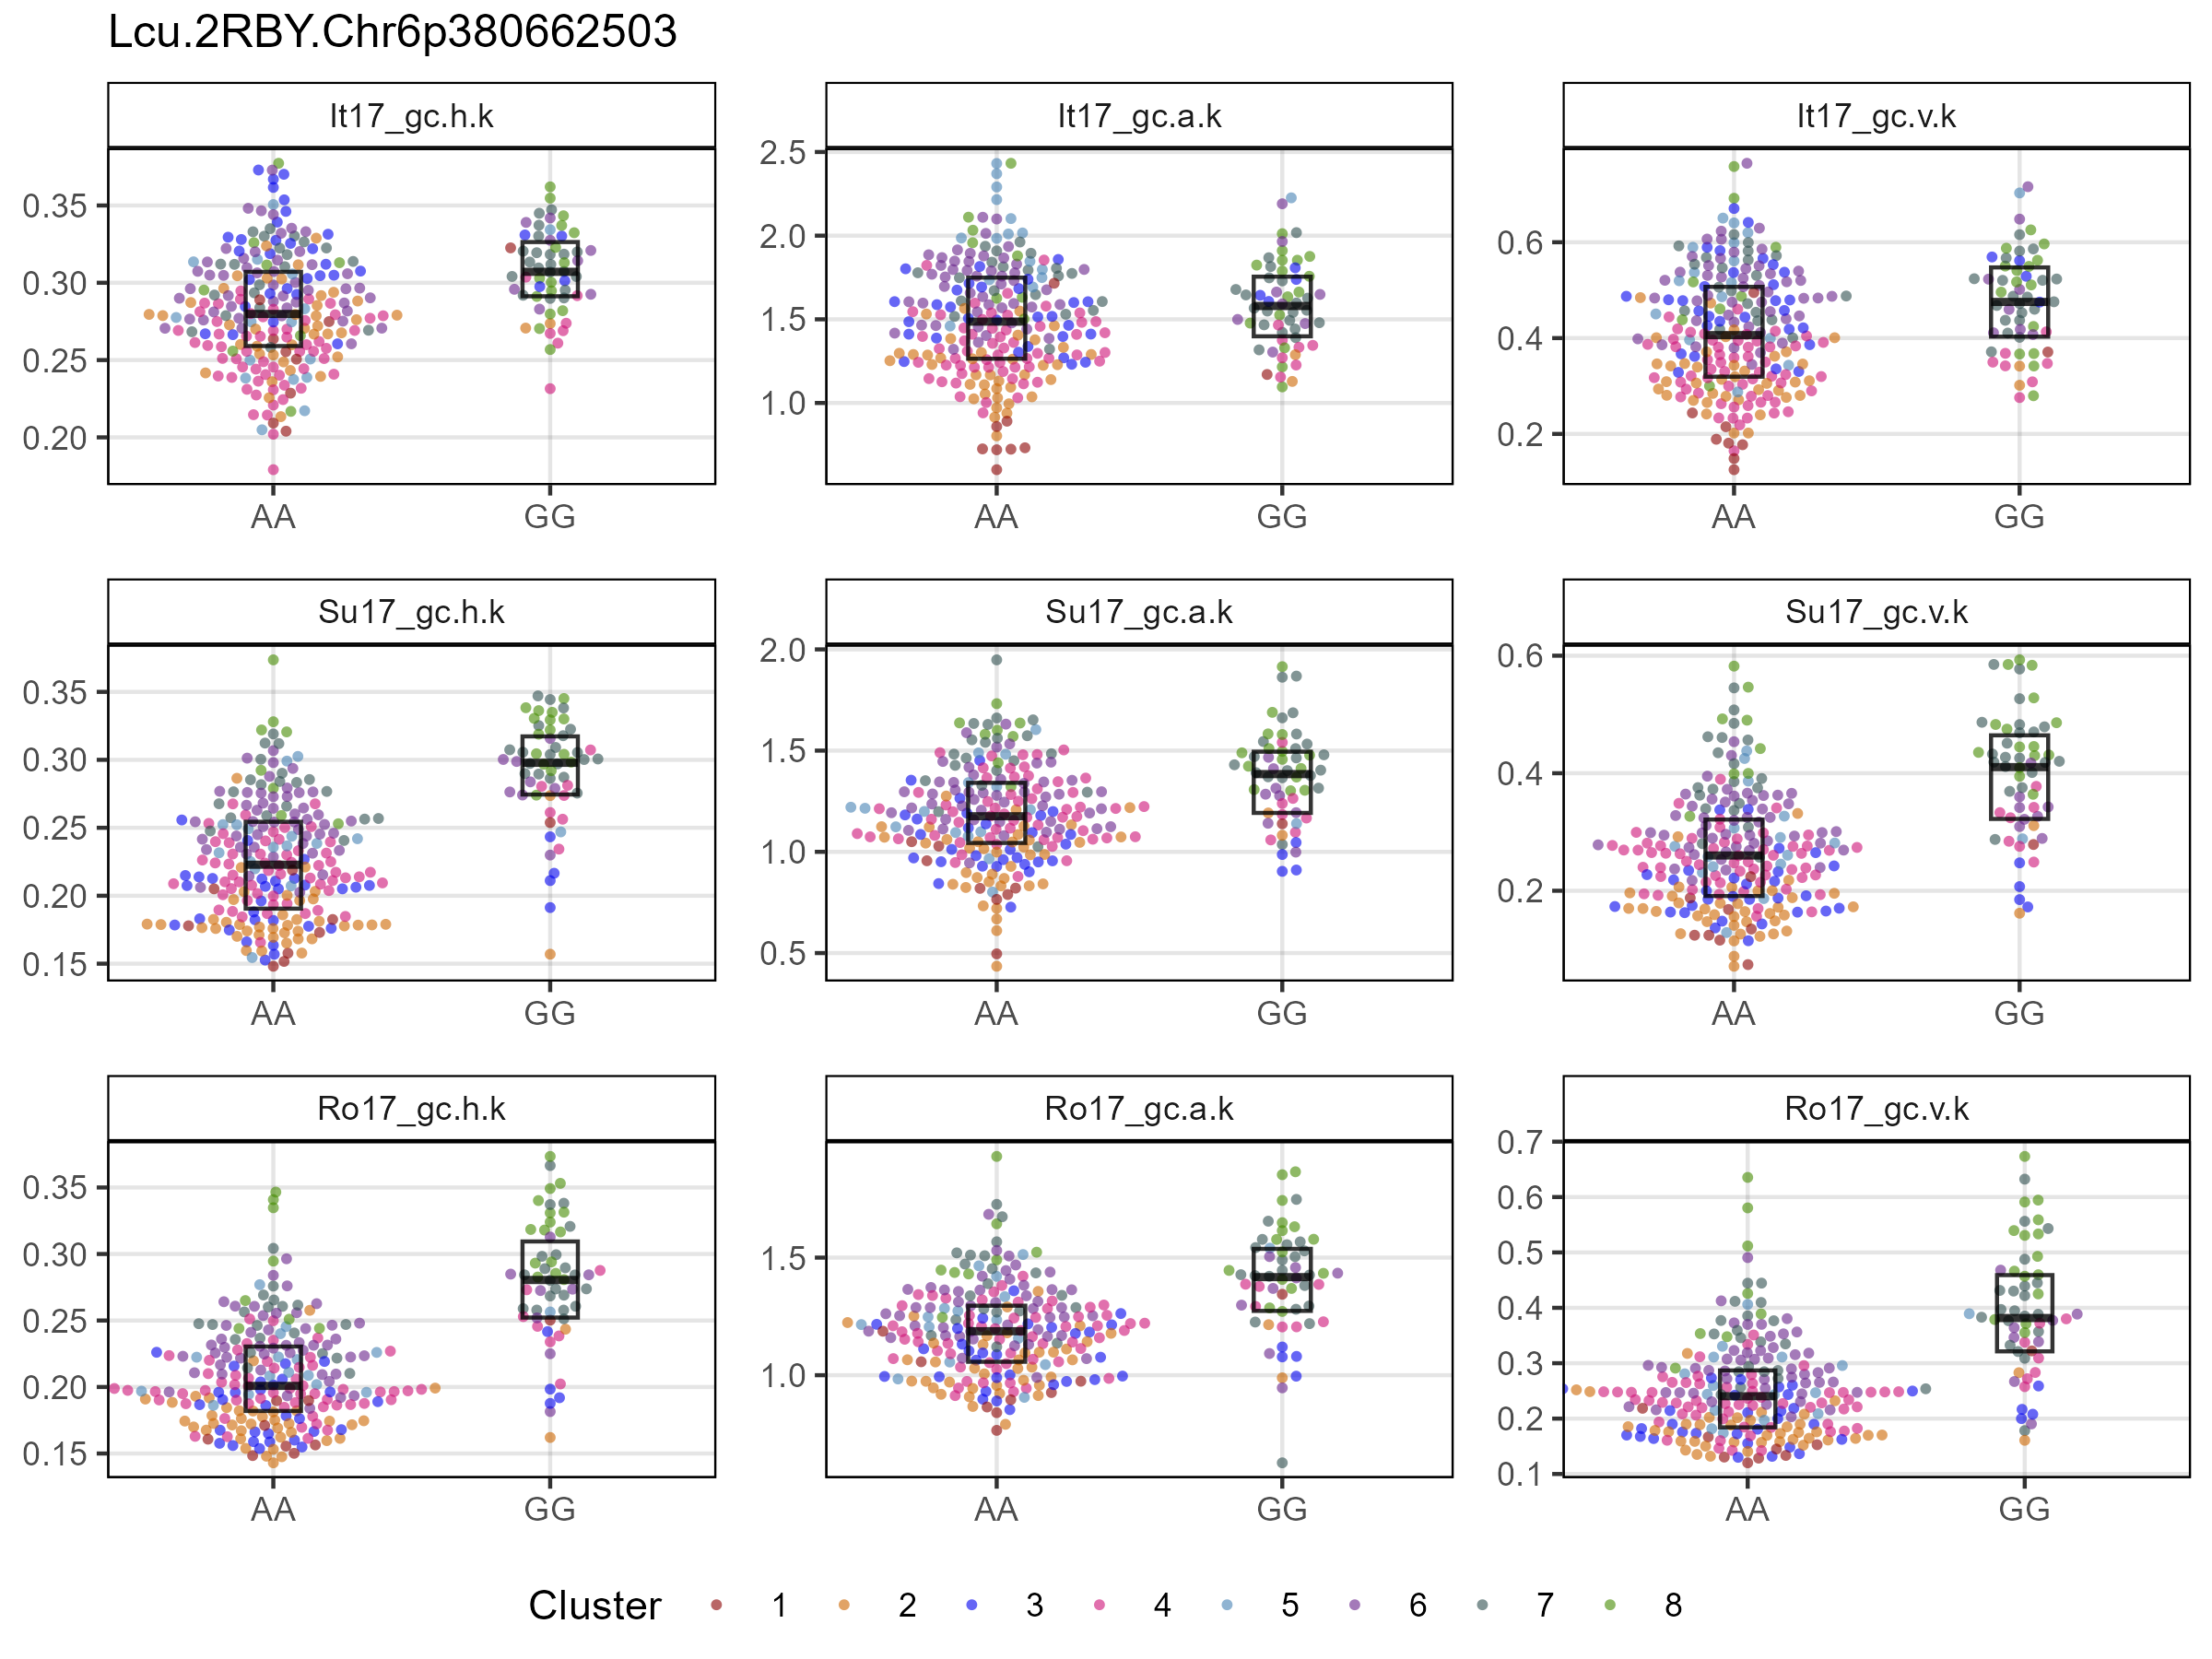 Lcu.2RBY.Chr6p380662503
It17_gc.h.k
It17_gc.a.k
It17_gc.v.k
0.35
0.30
0.25
0.20
AA
GG
2.5
2.0
1.5
1.0
AA
GG
0.6
0.4
0.2
AA
GG
Su17_gc.h.k
Su17_gc.a.k
Su17_gc.v.k
0.35
0.30
0.25
0.20
0.15
AA
GG
2.0
1.5
1.0
0.5
AA
GG
0.6
0.4
0.2
AA
GG
Ro17_gc.h.k
Ro17_gc.a.k
Ro17_gc.v.k
0.35
0.30
0.25
0.20
0.15
AA
GG
1.5
1.0
AA
GG
0.7
0.6
0.5
0.4
0.3
0.2
0.1
AA
GG
Cluster 1 2 3 4 5 6 7 8